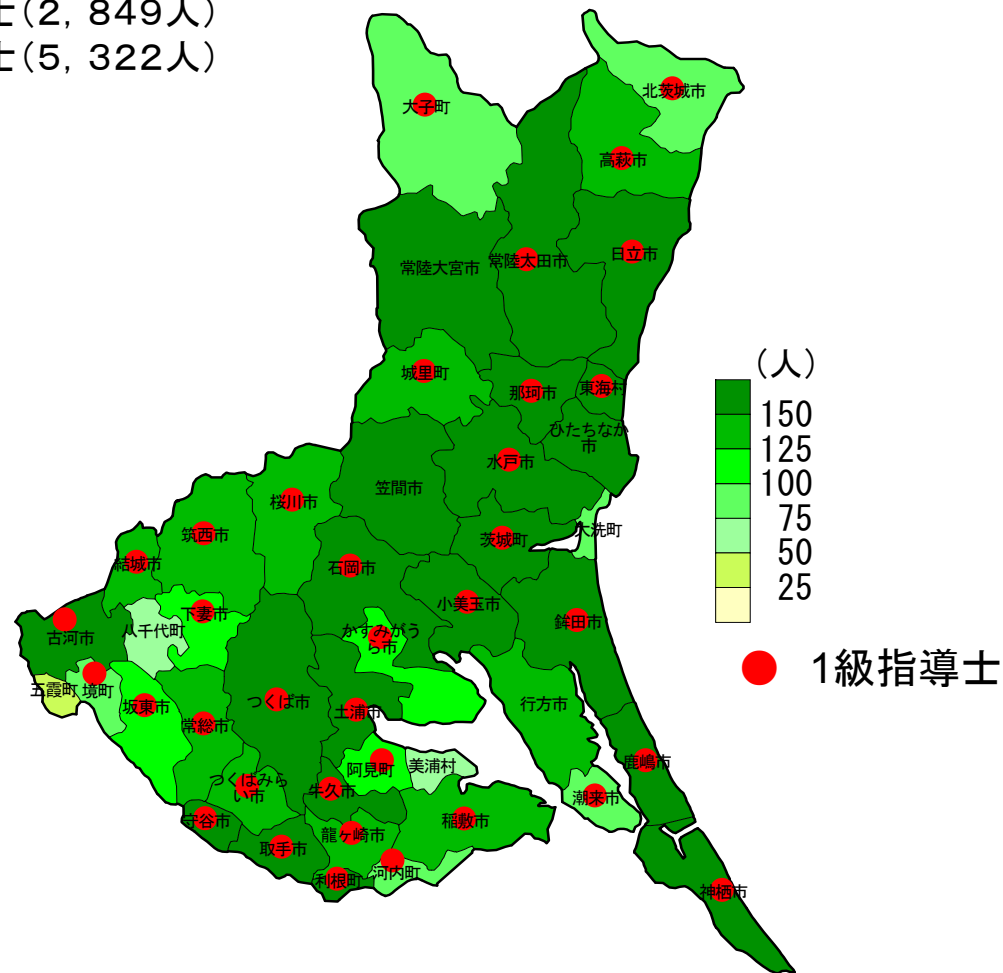 士(2, 849人)
士(5, 322人)
大子町
北茨城市
高萩市
常陸大宮市
常陸太田市
日立市
城里町
那珂市
東海村
ひたちなか
市
水戸市
笠間市
桜川市
筑西市
茨城町
大洗町
結城市
石岡市
小美玉市
下妻市
鉾田市
古河市
八千代町
かすみがう
ら市
五霞町
境町
坂東市
つくば市
土浦市
行方市
常総市
つくばみら
い市
阿見町
美浦村
鹿嶋市
牛久市
潮来市
守谷市
龍ヶ崎市
稲敷市
取手市
利根町
河内町
神栖市
(人)
150
125
100
75
50
25
1級指導士